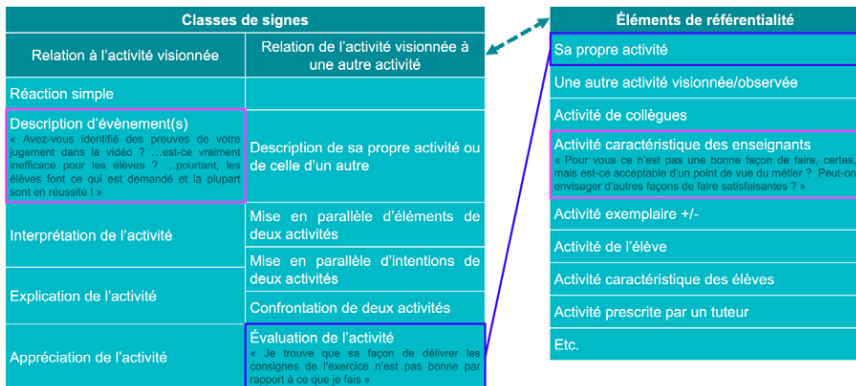 Classes de signes
Relation à l'activité visionnée
Relation de l'activité visionnée à
une autre activité
Réaction simple
Description d'évènement(s)
« Avez-vous identifié des preuves de votre
jugement dans la vidéo ? ...est-ce vraiment
inefficace pour les élèves ? ...pourtant, les
élèves font ce qui est demandé et la plupart
sont en réussite ! »
Description de sa propre activité ou
de celle d'un autre
Interprétation de l'activité
Mise en parallèle d'éléments de
deux activités
Mise en parallèle d'intentions de
deux activités
Explication de l'activité
Confrontation de deux activités
Appréciation de l'activité
Évaluation de l'activité
« Je trouve que sa façon de délivrer les
consignes de l'exercice n'est pas bonne par
rapport à ce que je fais »
Éléments de référentialité
Sa propre activité
Une autre activité visionnée/observée
Activité de collègues
Activité caractéristique des enseignants
« Pour vous ce n'est pas une bonne façon de faire, certes,
mais est-ce acceptable d'un point de vue du métier ? Peut-on
envisager d'autres façons de faire satisfaisantes ? »
Activité exemplaire +/-
Activité de l'élève
Activité caractéristique des élèves
Activité prescrite par un tuteur
Etc.